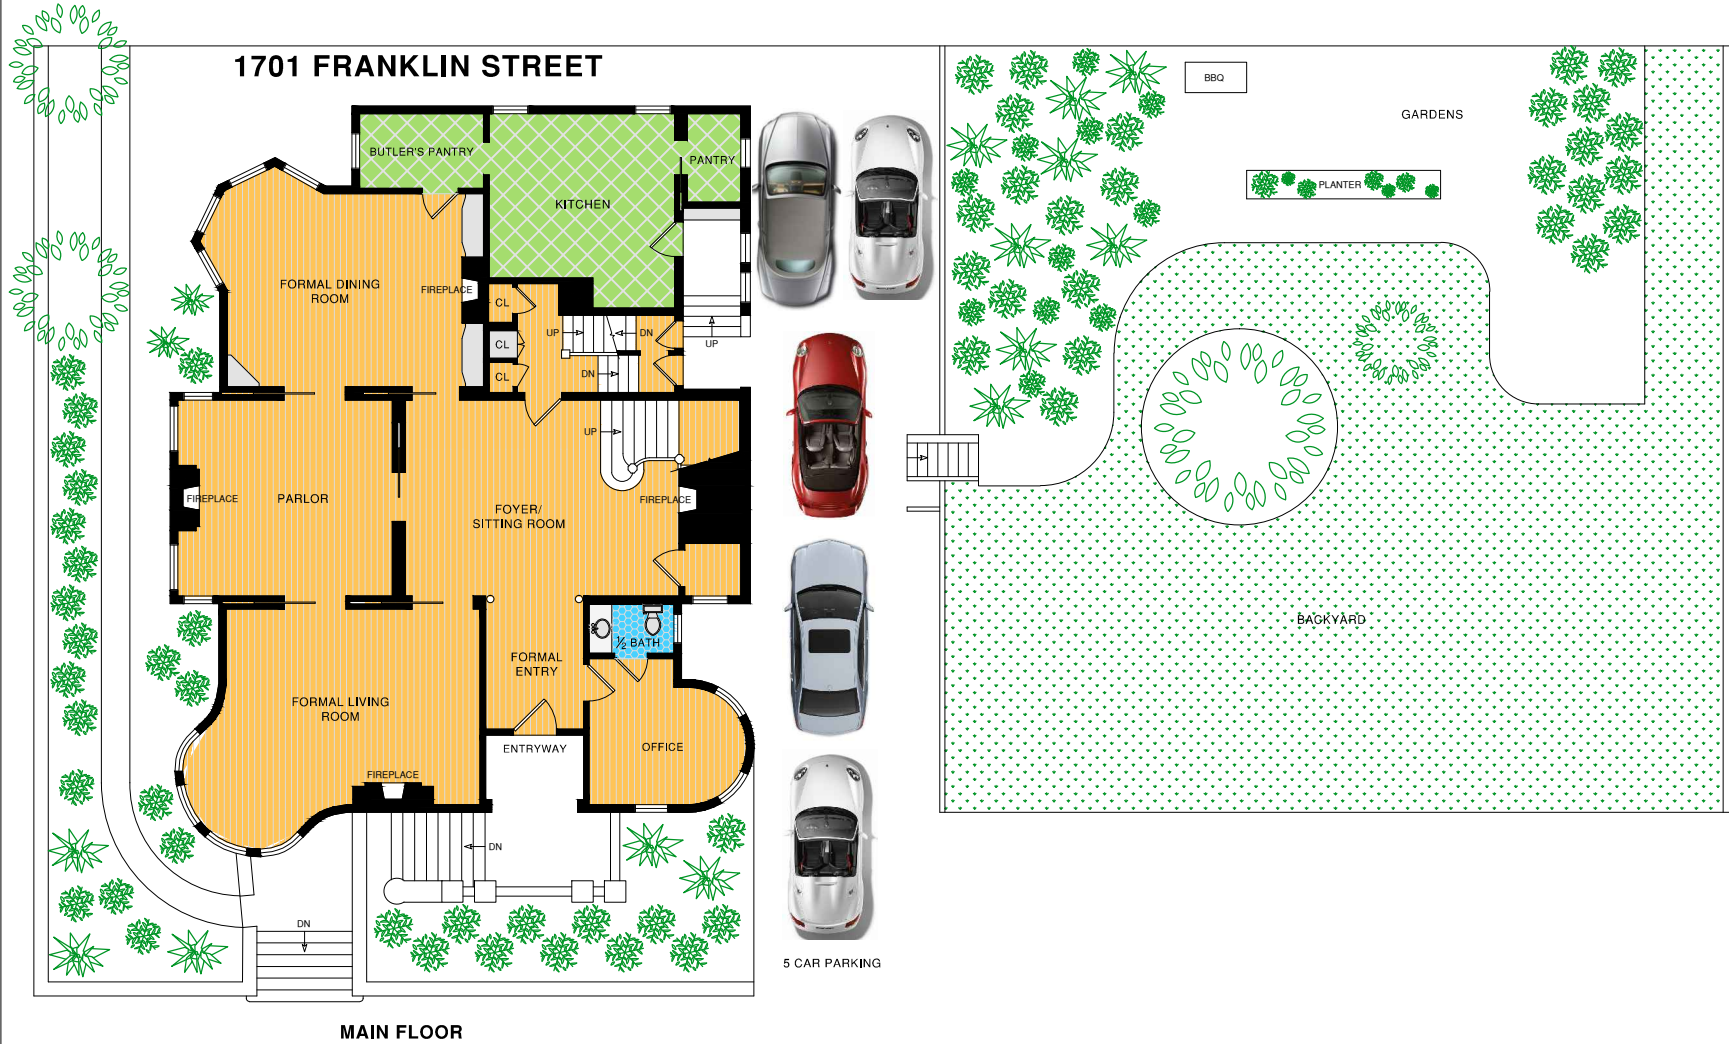 1701 FRANKLIN STREET
BBQ
GARDENS
BUTLER'S PANTRY
PANTRY
PLANTER
KITCHEN
FORMAL DINING
ROOM
FIREPLACE
CL
UP
DN
UP
CL
DN
CL
UP
FIREPLACE
PARLOR
FIREPLACE
FOYER/
SITTING ROOM
BACKYARD
½ BATH
FORMAL
ENTRY
FORMAL LIVING
ROOM
ENTRYWAY
OFFICE
FIREPLACE
DN
DN
5 CAR PARKING
MAIN FLOOR